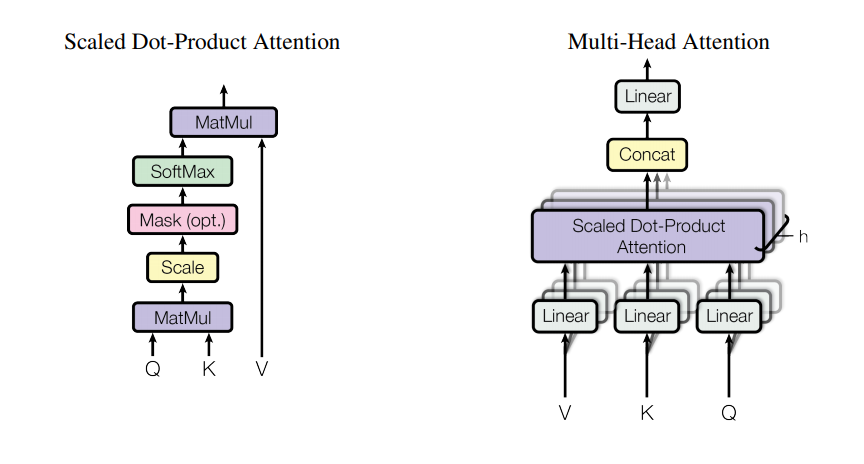 Scaled Dot-Product Attention
MatMul
SoftMax
Mask (opt.)
Scale
MatMul
Q K V
Multi-Head Attention
Linear
Concat
Scaled Dot-Product
Attention
h
Linear Linear Linear
V K Q